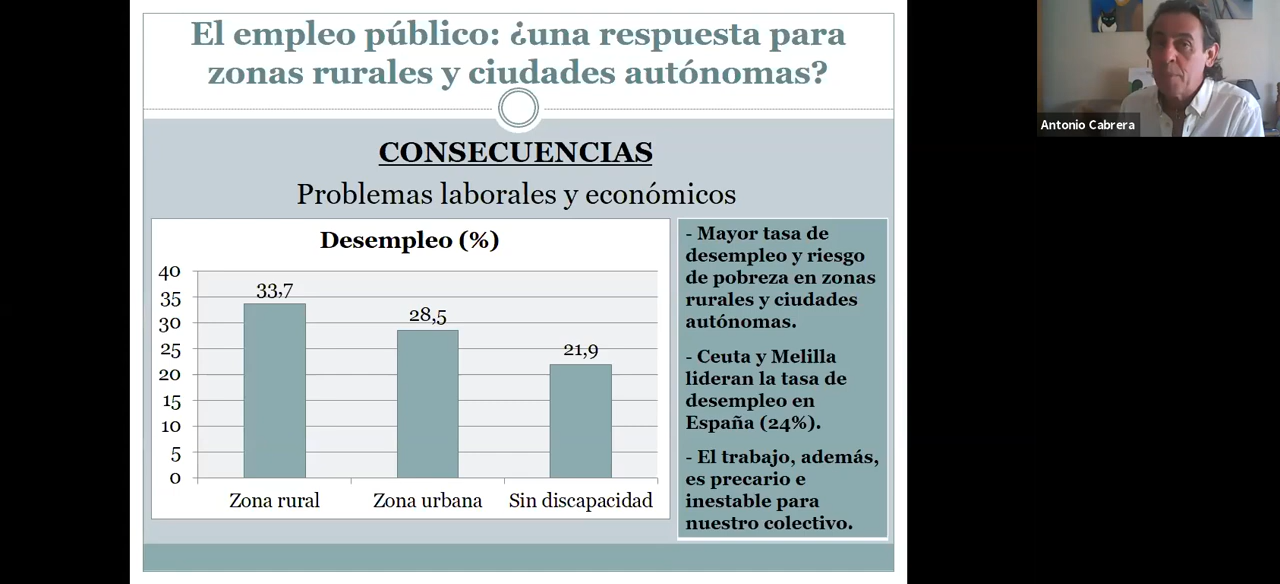 El empleo público: ¿una respuesta para
zonas rurales y ciudades autónomas?
CONSECUENCIAS
Problemas laborales y económicos
Desempleo (%)
40
35
30
25
20
15
10
5
0
33,7
28,5
21,9
Zona rural
Zona urbana
Sin discapacidad
- Mayor tasa de
desempleo y riesgo
de pobreza en zonas
rurales y ciudades
autónomas.
- Ceuta y Melilla
lideran la tasa de
desempleo en
España (24%).
- El trabajo, además,
es precario e
inestable para
nuestro colectivo.
Antonio Cabrera